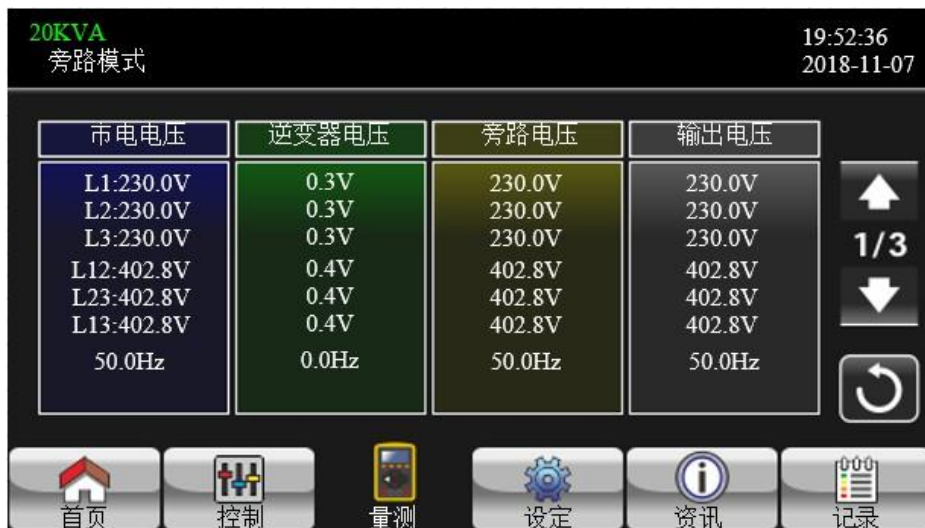 20KVA
旁路模式
19:52:36
2018-11-07
市电电压
逆变器电压
旁路电压
输出电压
L1:230.0V 0.3V 230.0V 230.0V
L2:230.0V 0.3V 230.0V 230.0V
L3:230.0V 0.3V 230.0V 230.0V
L12:402.8V 0.4V 402.8V 402.8V
L23:402.8V 0.4V 402.8V 402.8V
L13:402.8V 0.4V 402.8V 402.8V
50.0Hz 0.0Hz 50.0Hz 50.0Hz
1/3
首页
控制
量测
设定
资讯
记录